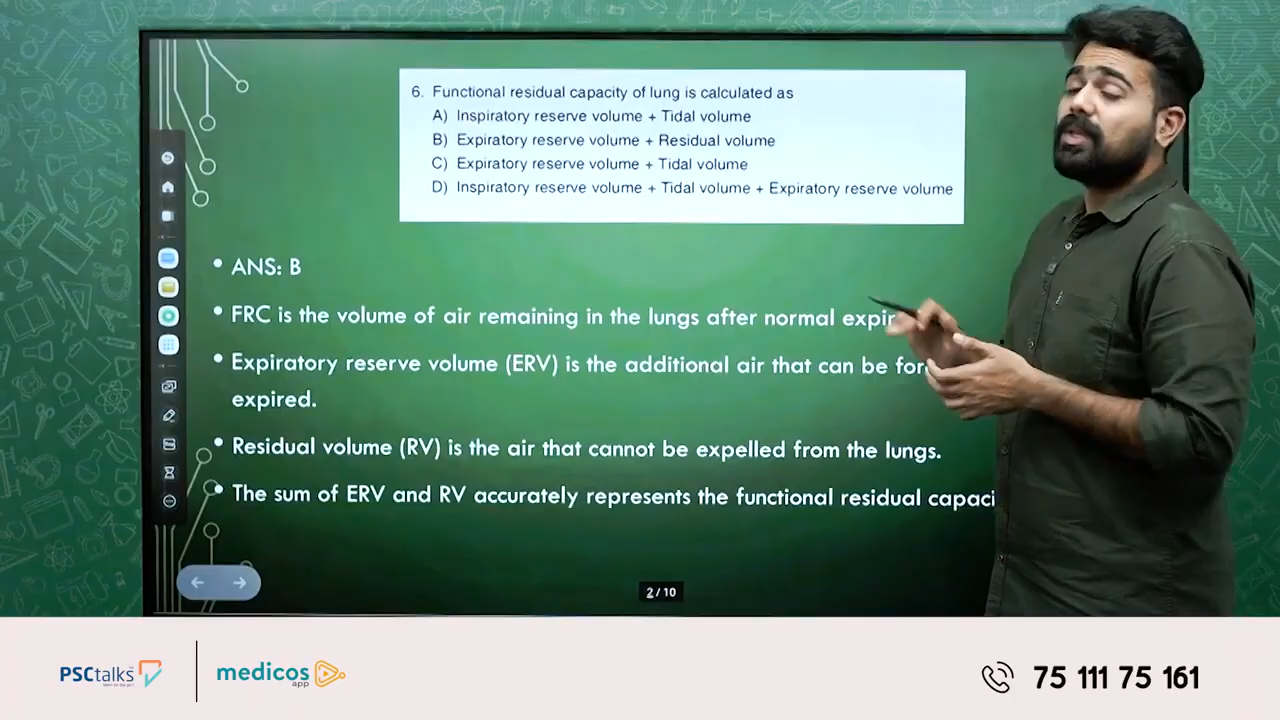 6. Functional residual capacity of lung is calculated as
A) Inspiratory reserve volume + Tidal volume
B) Expiratory reserve volume + Residual volume
C) Expiratory reserve volume + Tidal volume
D) Inspiratory reserve volume + Tidal volume + Expiratory reserve volume
• ANS: B
• FRC is the volume of air remaining in the lungs after normal expir
• Expiratory reserve volume (ERV) is the additional air that can be for
expired.
• Residual volume (RV) is the air that cannot be expelled from the lungs.
• The sum of ERV and RV accurately represents the functional residual capaci
2 / 10
PSCtalks
medicos
app
75 111 75 161